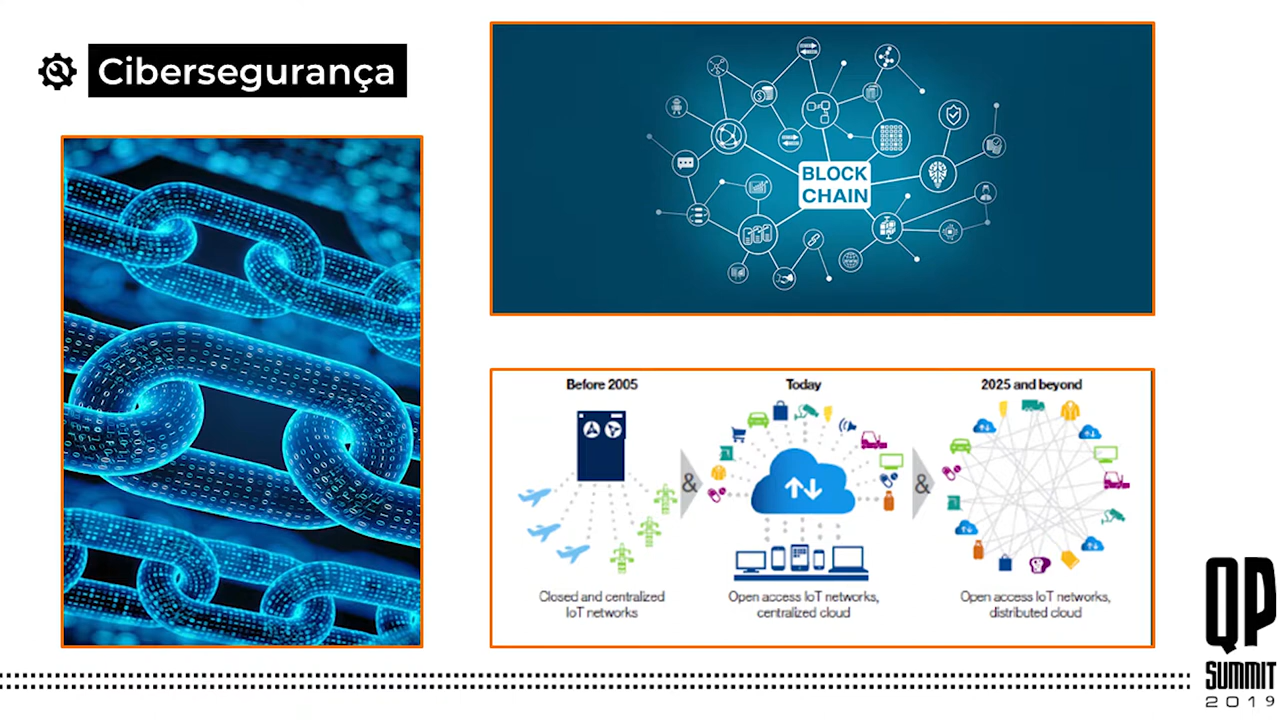 Cibersegurança
BLOCK
CHAIN
Before 2005
Today
2025 and beyond
&
&
Closed and centralized
IoT networks
Open access IoT networks,
centralized cloud
Open access IoT networks,
distributed cloud
QP
SUMMIT
2019